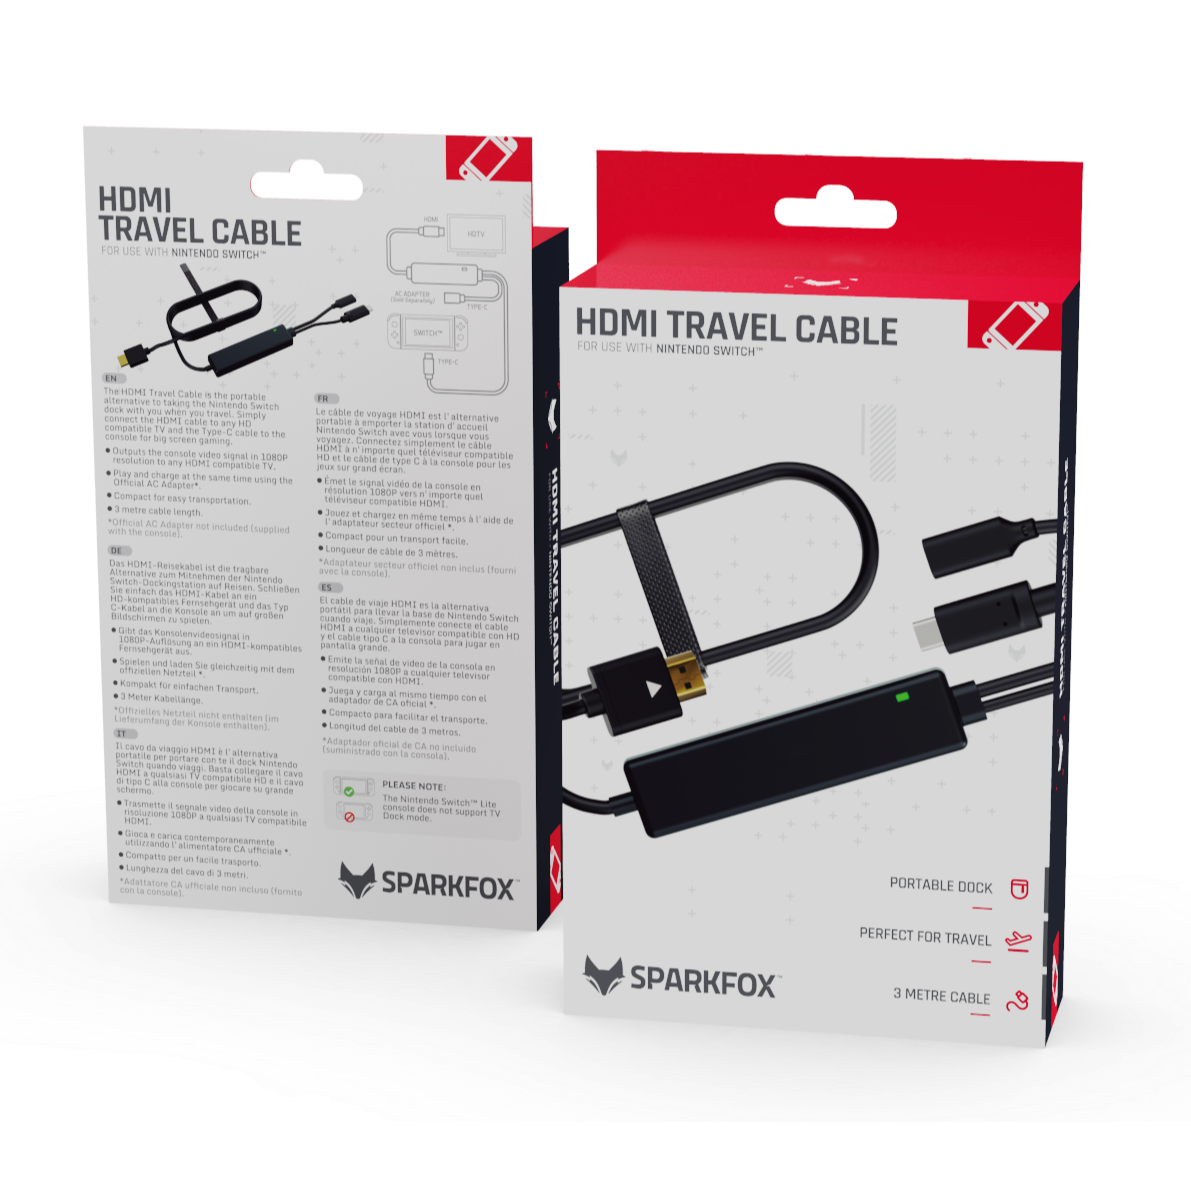 HDMI
TRAVEL CABLE
FOR USE WITH NINTENDO SWITCH™
HDMI
HDTV
AC ADAPTER
(Sold Separately)
TYPE-C
SWITCH™
TYPE-C
EN
The HDMI Travel Cable is the portable
alternative to taking the Nintendo Switch
dock with you when you travel. Simply
connect the HDMI cable to any HD
compatible TV and the Type-C cable to the
console for big screen gaming.
• Outputs the console video signal in 1080P
resolution to any HDMI compatible TV.
• Play and charge at the same time using the
Official AC Adapter*.
• Compact for easy transportation.
• 3 metre cable length.
*Official AC Adapter not included (supplied
with the console).
DE
Das HDMI-Reisekabel ist die tragbare
Alternative zum Mitnehmen der Nintendo
Switch-Dockingstation auf Reisen. Schließen
Sie einfach das HDMI-Kabel an ein
HD-kompatibles Fernsehgerät und das Typ
C-Kabel an die Konsole an um auf großen
Bildschirmen zu spielen.
• Gibt das Konsolenvideosignal in
1080P-Auflösung an ein HDMI-kompatibles
Fernsehgerät aus.
• Spielen und laden Sie gleichzeitig mit dem
offiziellen Netzteil *.
• Kompakt für einfachen Transport.
• 3 Meter Kabellänge.
*Offizielles Netzteil nicht enthalten (im
Lieferumfang der Konsole enthalten).
IT
Il cavo da viaggio HDMI è l' alternativa
portatile per portare con te il dock Nintendo
Switch quando viaggi. Basta collegare il cavo
HDMI a qualsiasi TV compatibile HD e il cavo
di tipo C alla console per giocare su grande
schermo.
• Trasmette il segnale video della console in
risoluzione 1080P a qualsiasi TV compatibile
HDMI.
• Gioca e carica contemporaneamente
utilizzando l' alimentatore CA ufficiale *.
• Compatto per un facile trasporto.
• Lunghezza del cavo di 3 metri.
*Adattatore CA ufficiale non incluso (fornito
con la console).
FR
Le câble de voyage HDMI est l' alternative
portable à emporter la station d' accueil
Nintendo Switch avec vous lorsque vous
voyagez. Connectez simplement le câble
HDMI à n' importe quel téléviseur compatible
HD et le câble de type C à la console pour les
jeux sur grand écran.
• Émet le signal vidéo de la console en
résolution 1080P vers n' importe quel
téléviseur compatible HDMI.
• Jouez et chargez en même temps à l' aide de
l' adaptateur secteur officiel *.
• Compact pour un transport facile.
• Longueur de câble de 3 mètres.
*Adaptateur secteur officiel non inclus (fourni
avec la console).
ES
El cable de viaje HDMI es la alternativa
portátil para llevar la base de Nintendo Switch
cuando viaje. Simplemente conecte el cable
HDMI a cualquier televisor compatible con HD
y el cable tipo C a la consola para jugar en
pantalla grande.
• Emite la señal de video de la consola en
resolución 1080P a cualquier televisor
compatible con HDMI.
• Juega y carga al mismo tiempo con el
adaptador de CA oficial *.
• Compacto para facilitar el transporte.
• Longitud del cable de 3 metros.
*Adaptador oficial de CA no incluido
(suministrado con la consola).
PLEASE NOTE:
The Nintendo Switch™ Lite
console does not support TV
Dock mode.
SPARKFOX™
HDMI TRAVEL CABLE
HDMI TRAVEL CABLE
FOR USE WITH NINTENDO SWITCH™
PORTABLE DOCK
PERFECT FOR TRAVEL
3 METRE CABLE
SPARKFOX™
HDMI TRAVEL CABLE